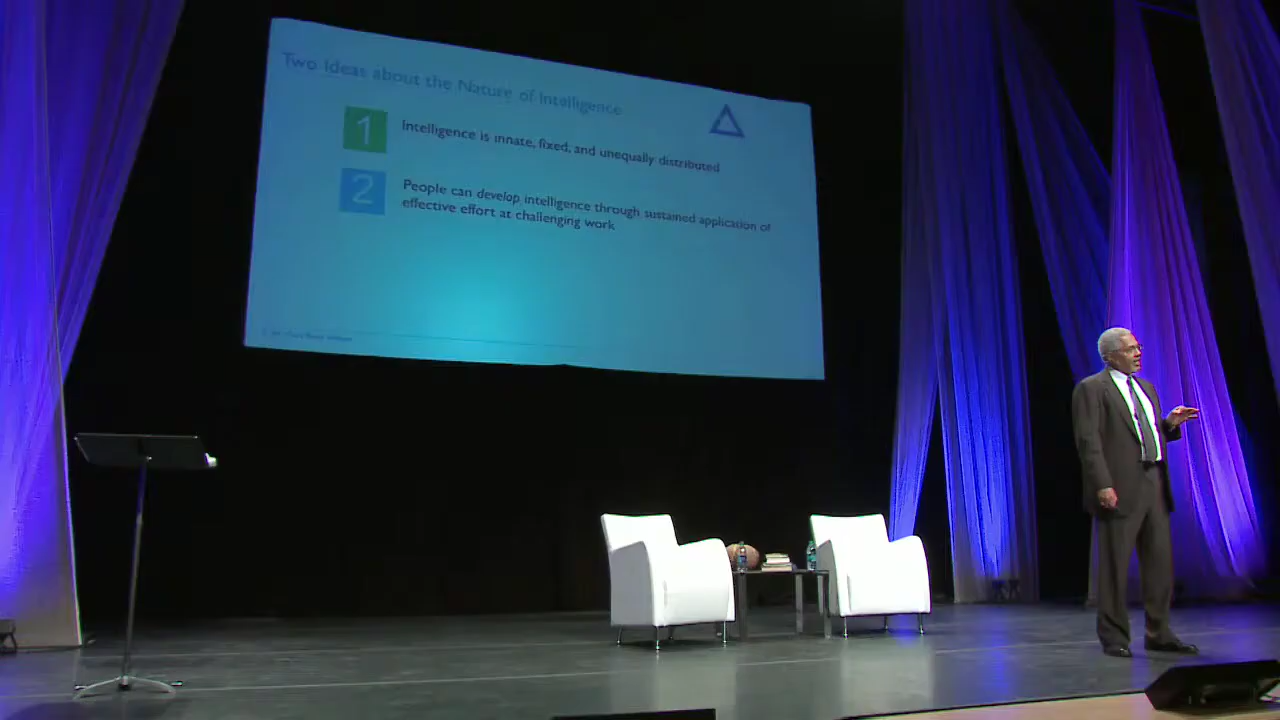 Two Ideas about the Nature of Intelligence
1
Intelligence is innate, fixed, and unequally distributed
2
People can develop intelligence through sustained application of
effective effort at challenging work